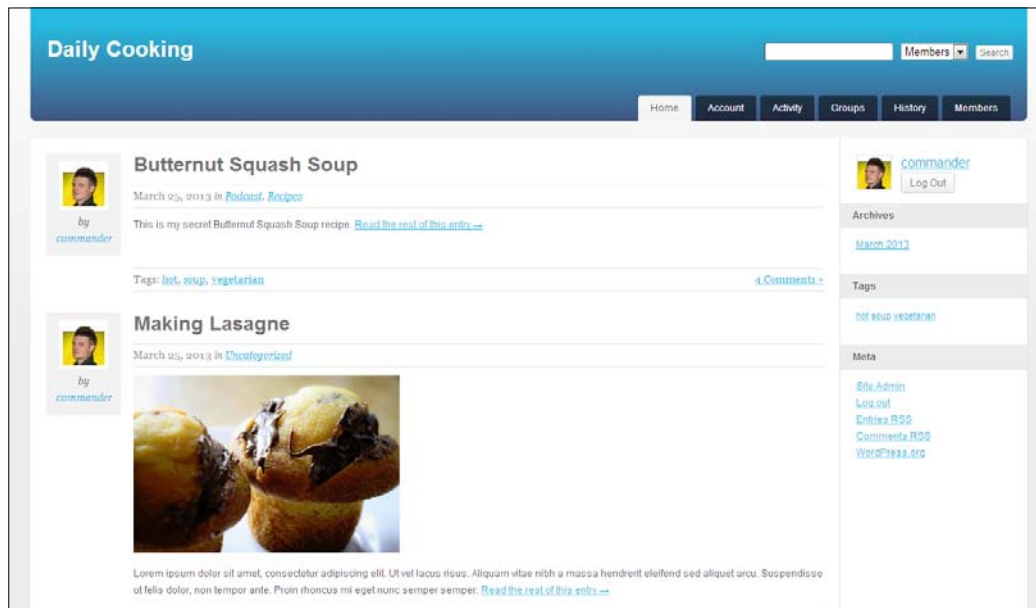 Daily Cooking
Members
Search
Home
Account
Activity
Groups
History
Members
by
commander
Butternut Squash Soup
March 25, 2013 in Podcast, Recipes
This is my secret Butternut Squash Soup recipe. Read the rest of this entry →
Tags: hot, soup, vegetarian
4 Comments »
by
commander
Making Lasagne
March 25, 2013 in Uncategorized
Lorem ipsum dolor sit amet, consectetur adipiscing elit. Ut vel lacus risus. Aliquam vitae nibh a massa hendrerit eleifend sed aliquet arcu. Suspendisse
ut felis dolor, non tempor ante. Proin rhoncus mi eget nunc semper semper. Read the rest of this entry →
commander
Log Out
Archives
March 2013
Tags
hot soup vegetarian
Meta
Site Admin
Log out
Entries RSS
Comments RSS
WordPress.org